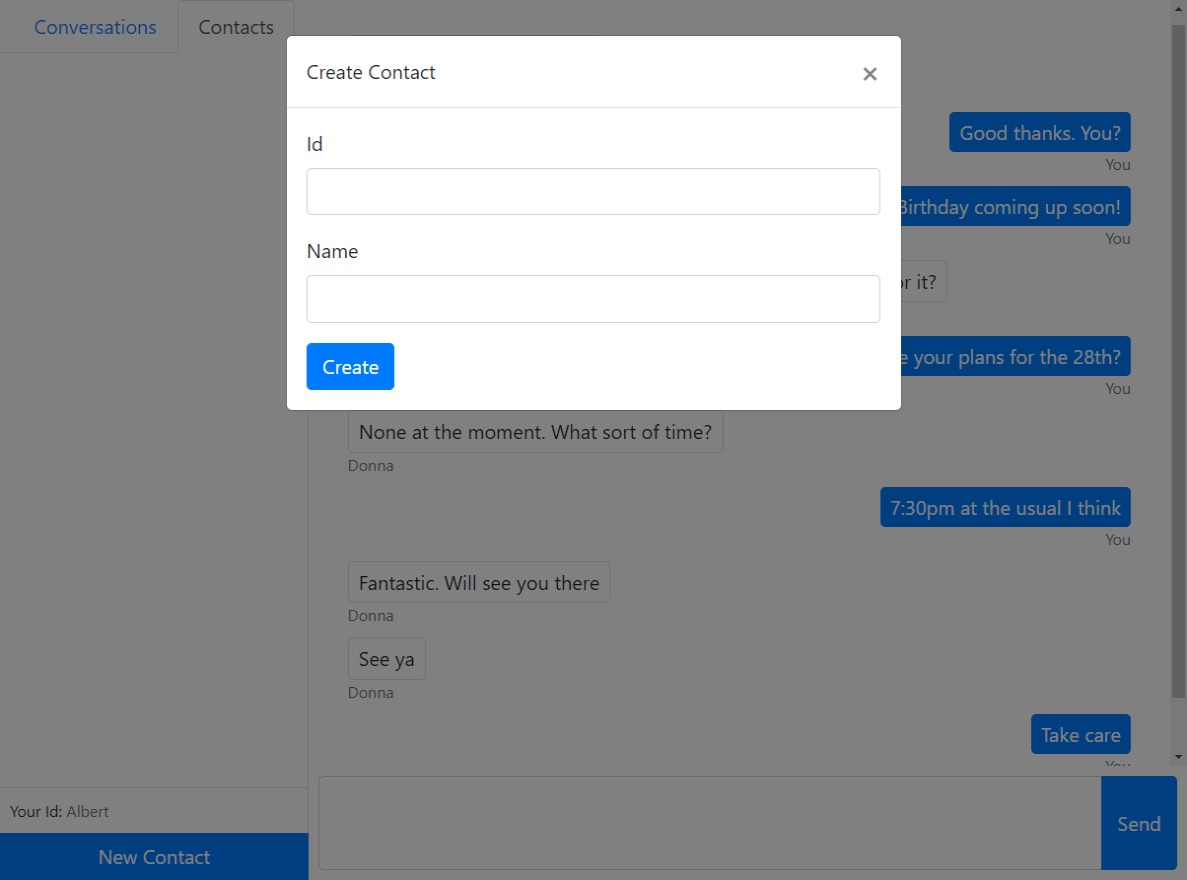 Conversations
Contacts
Create Contact
×
Id
Name
Create
Good thanks. You?
You
Birthday coming up soon!
You
or it?
your plans for the 28th?
You
None at the moment. What sort of time?
Donna
7:30pm at the usual I think
You
Fantastic. Will see you there
Donna
See ya
Donna
Take care
You
Your Id: Albert
New Contact
Send